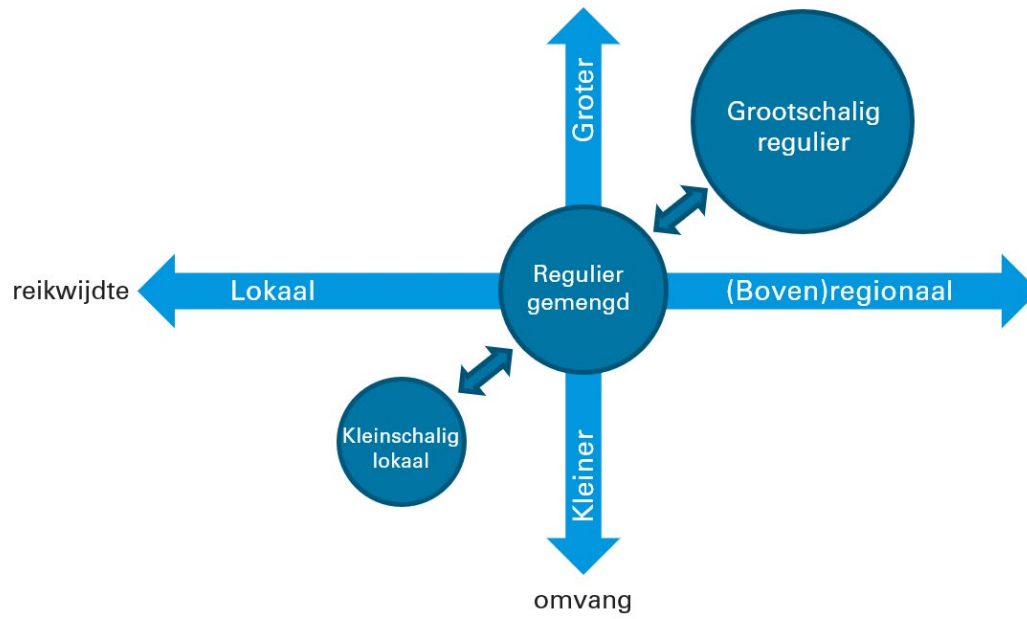 Groter
Grootschalig
regulier
reikwijdte
Lokaal
Regulier
gemengd
(Boven)regionaal
Kleinschalig
lokaal
Kleiner
omvang